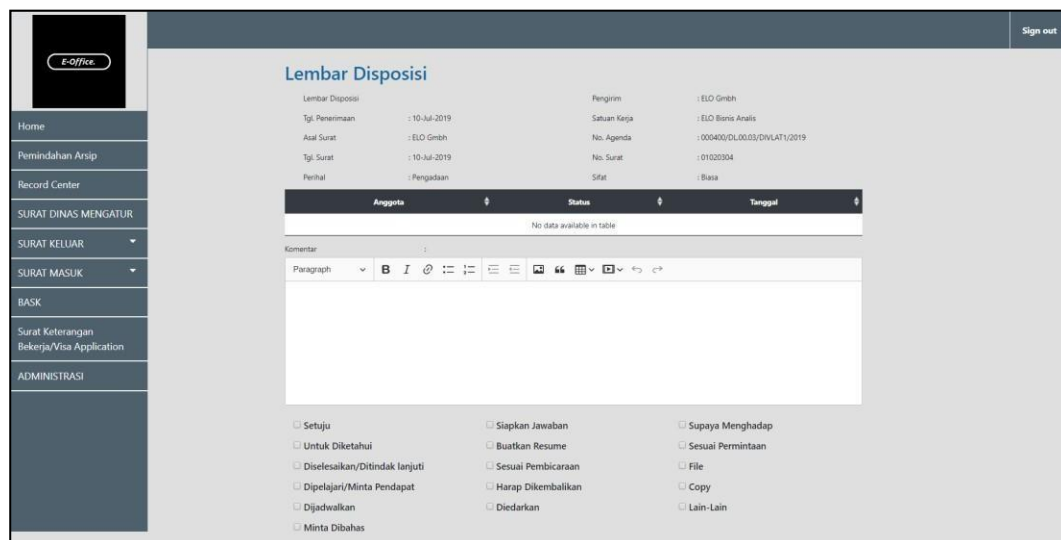 E-Office.
Sign out
Home
Pemindahan Arsip
Record Center
SURAT DINAS MENGATUR
SURAT KELUAR
SURAT MASUK
BASK
Surat Keterangan
Bekerja/Visa Application
ADMINISTRASI
Lembar Disposisi
Lembar Disposisi Pengirim : ELO Gmbh
Tgl. Penerimaan : 10-Jul-2019 Satuan Kerja : ELO Bisnis Analis
Asal Surat : ELO Gmbh No. Agenda : 000400/DL.00.03/DIVLAT1/2019
Tgl. Surat : 10-Jul-2019 No. Surat : 01020304
Perihal : Pengadaan Sifat : Biasa
Anggota Status Tanggal
No data available in table
Komentar :
Paragraph B I
Setuju Siapkan Jawaban Supaya Menghadap
Untuk Diketahui Buatkan Resume Sesuai Permintaan
Diselesaikan/Ditindak lanjuti Sesuai Pembicaraan File
Dipelajari/Minta Pendapat Harap Dikembalikan Copy
Dijadwalkan Diedarkan Lain-Lain
Minta Dibahas